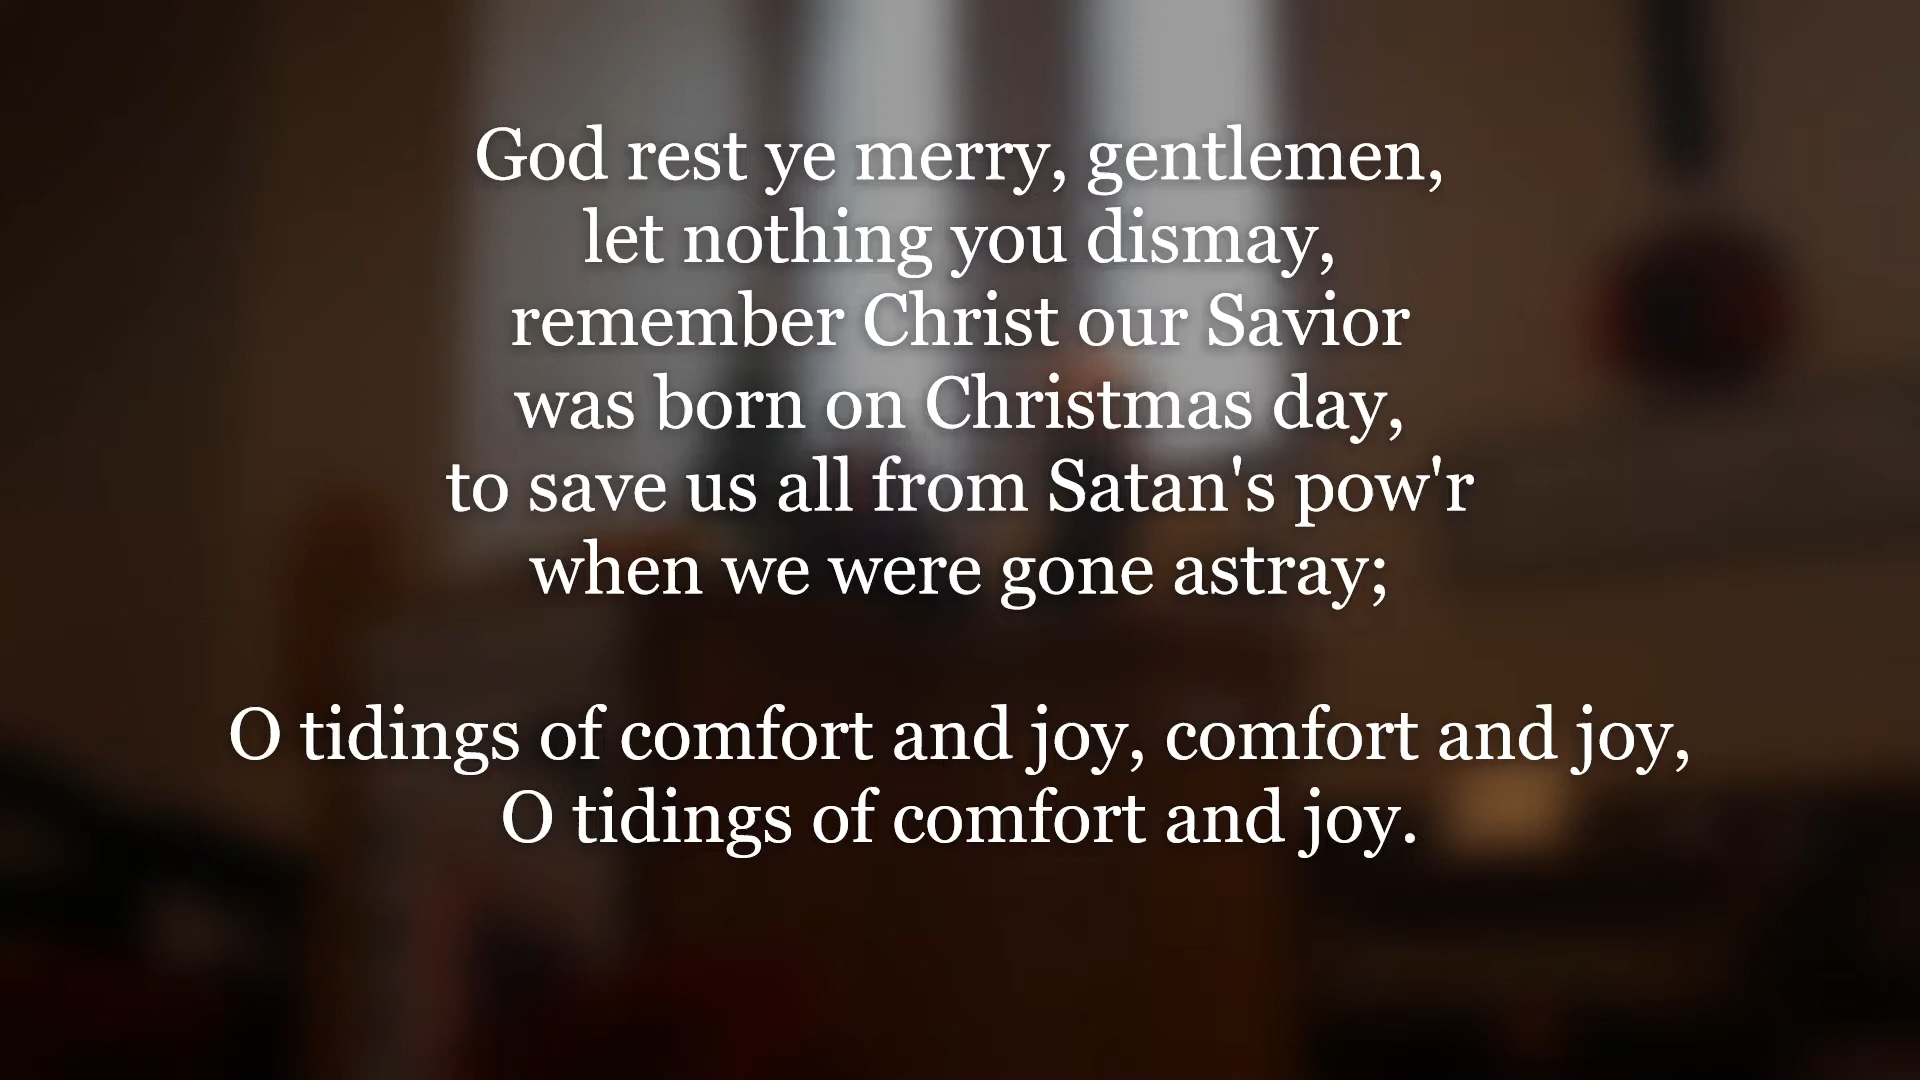 God rest ye merry, gentlemen,
let nothing you dismay,
remember Christ our Savior
was born on Christmas day,
to save us all from Satan's pow'r
when we were gone astray;
O tidings of comfort and joy, comfort and joy,
O tidings of comfort and joy.